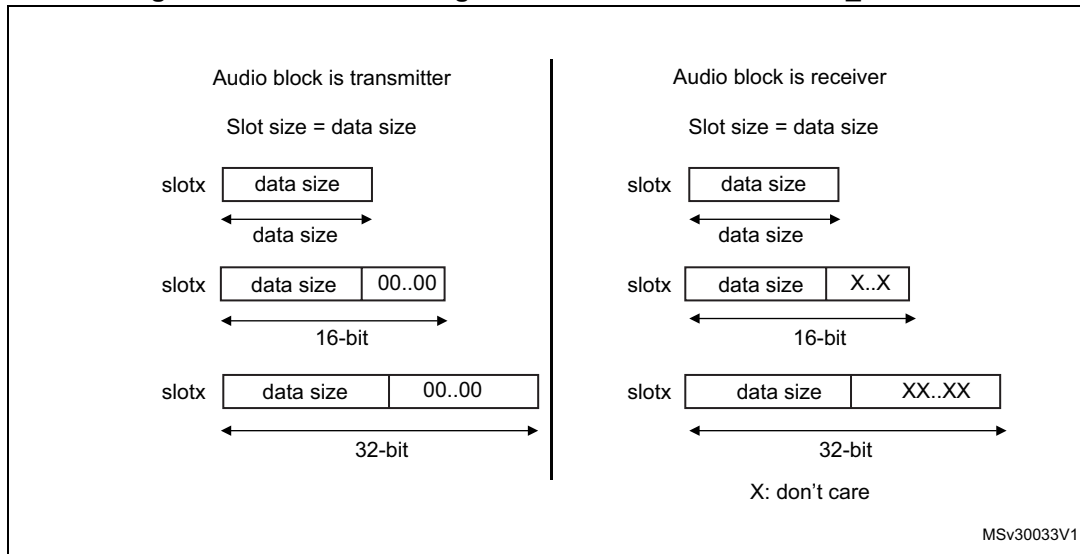 Audio block is transmitter
Slot size = data size
slotx data size
data size
slotx data size 00..00
16-bit
slotx data size 00..00
32-bit
Audio block is receiver
Slot size = data size
slotx data size
data size
slotx data size X..X
16-bit
slotx data size XX..XX
32-bit
X: don’t care
MSv30033V1